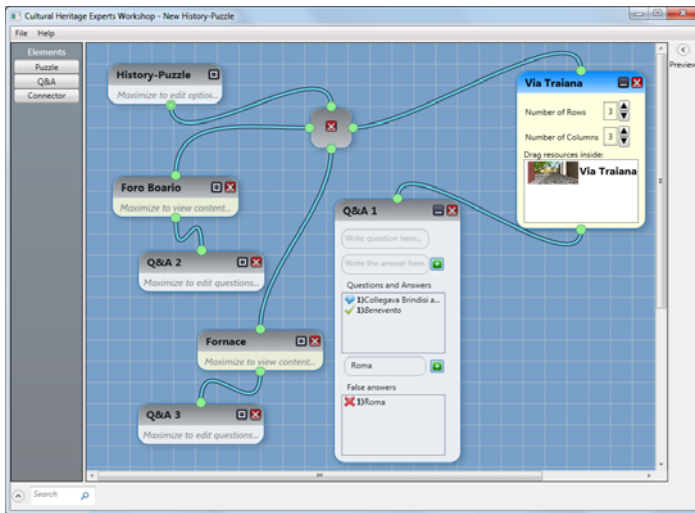 Cultural Heritage Experts Workshop - New History-Puzzle
File Help
Elements
Puzzle
Q&A
Connector
Preview
History-Puzzle
Maximize to edit optio...
Via Traiana
Number of Rows 3
Number of Columns 3
Drag resources inside:
Via Traiana
Foro Boario
Maximize to view content...
Q&A 2
Maximize to edit questions...
Q&A 1
Write question here...
Write the answer here.
Questions and Answers
1)Collegava Brindisi a...
1)Benevento
Roma
False answers
1)Roma
Fornace
Maximize to view content...
Q&A 3
Maximize to edit questions...
Search